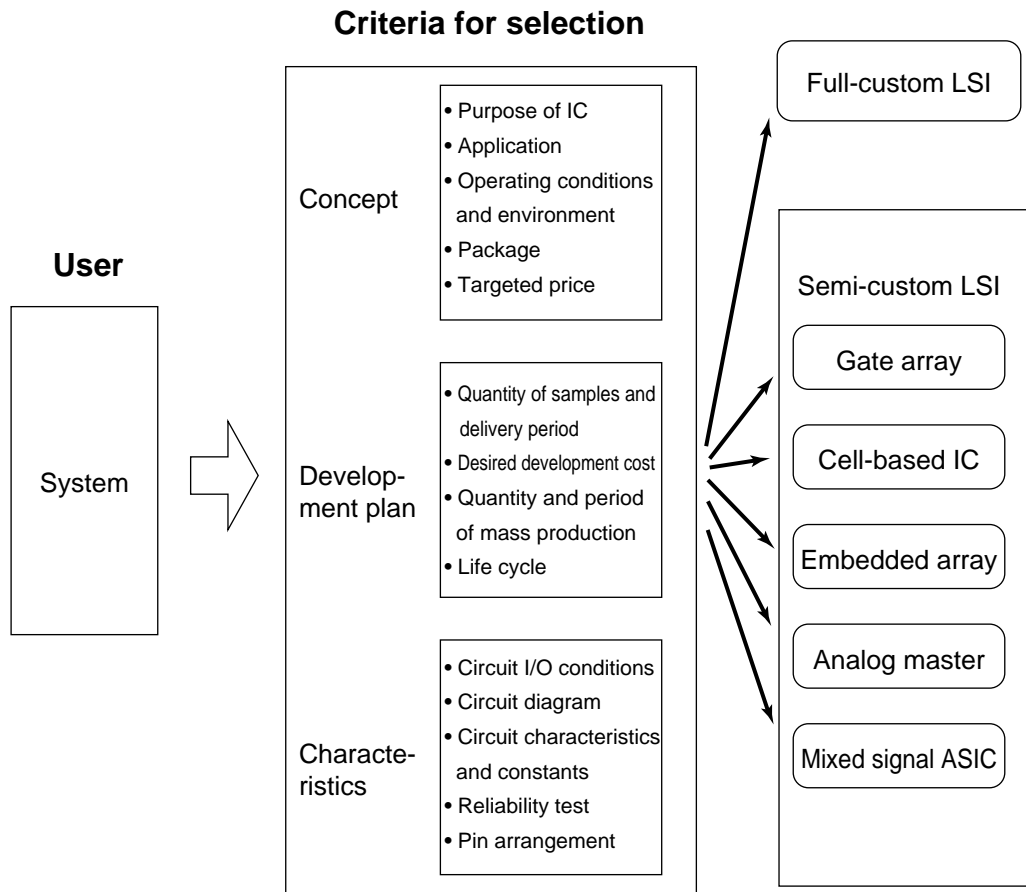 Criteria for selection
User
System
Concept
• Purpose of IC
• Application
• Operating conditions
and environment
• Package
• Targeted price
Develop-
ment plan
• Quantity of samples and
delivery period
• Desired development cost
• Quantity and period
of mass production
• Life cycle
Characte-
ristics
• Circuit I/O conditions
• Circuit diagram
• Circuit characteristics
and constants
• Reliability test
• Pin arrangement
Full-custom LSI
Semi-custom LSI
Gate array
Cell-based IC
Embedded array
Analog master
Mixed signal ASIC